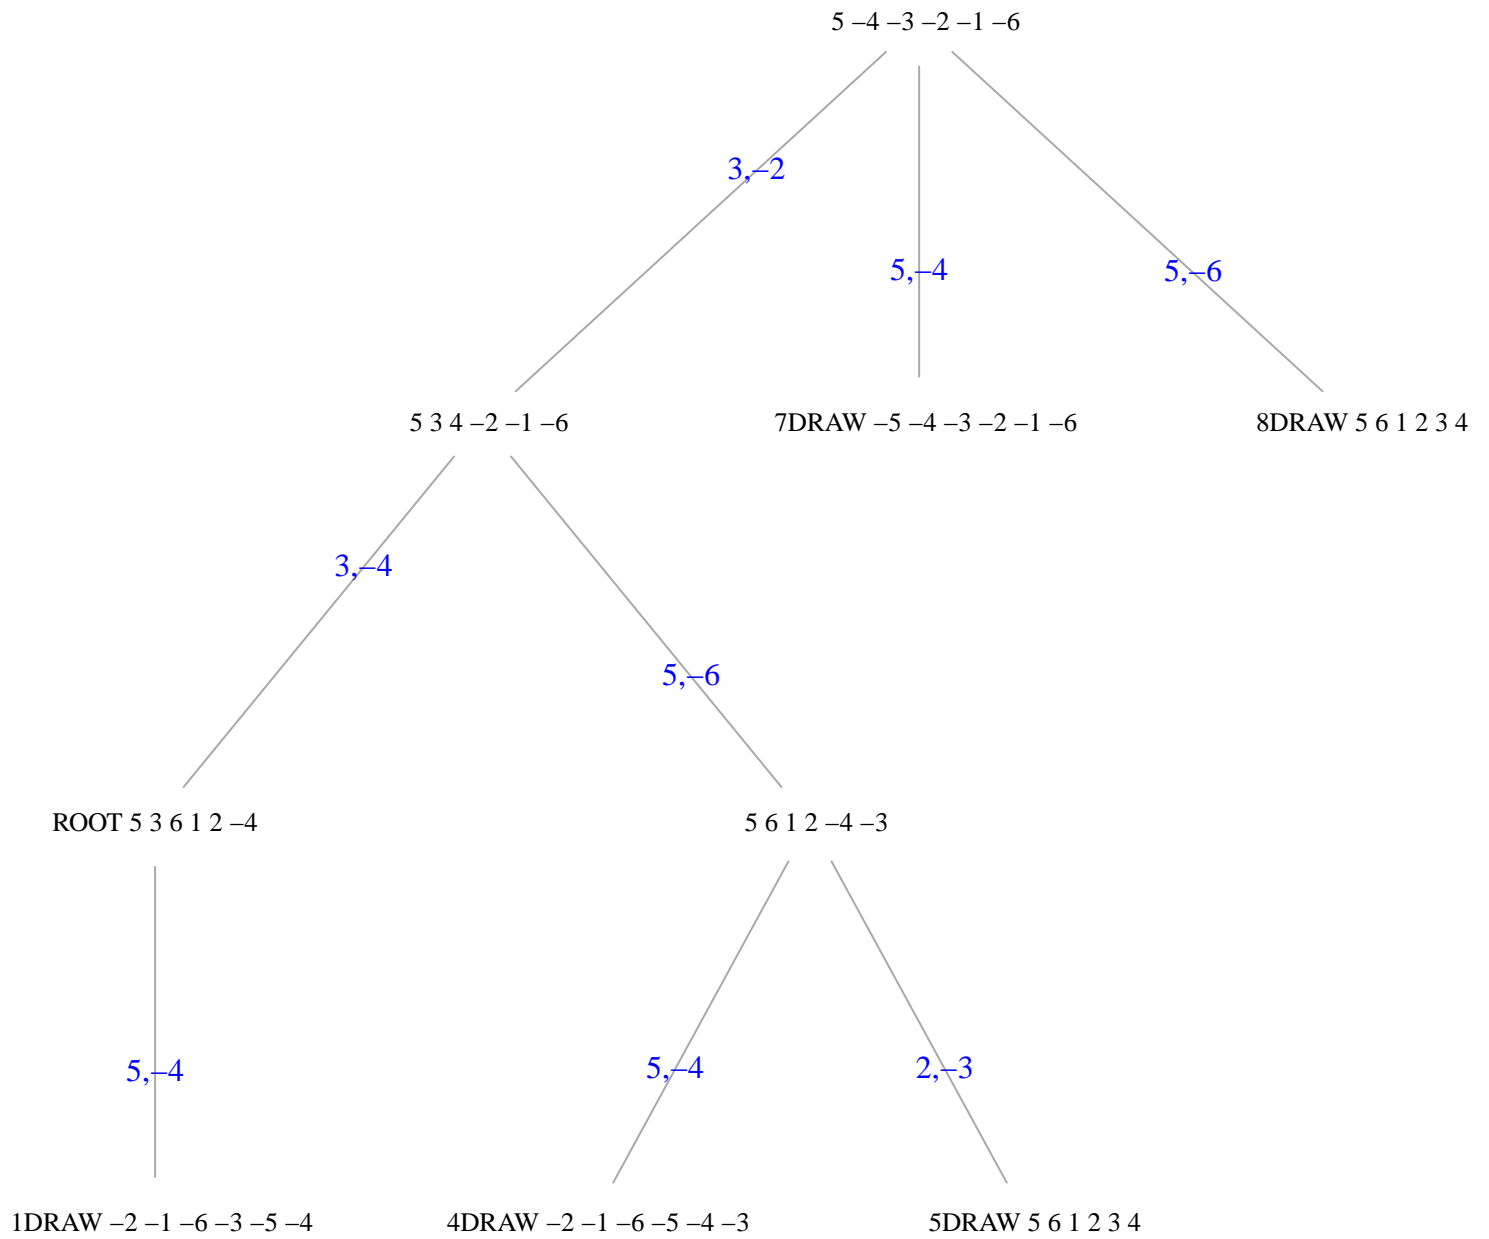 5 –4 –3 –2 –1 –6
3,–2
5,–4
5,–6
5 3 4 –2 –1 –6
7DRAW –5 –4 –3 –2 –1 –6
8DRAW 5 6 1 2 3 4
3,–4
5,–6
ROOT 5 3 6 1 2 –4
5 6 1 2 –4 –3
5,–4
5,–4
2,–3
1DRAW –2 –1 –6 –3 –5 –4
4DRAW –2 –1 –6 –5 –4 –3
5DRAW 5 6 1 2 3 4